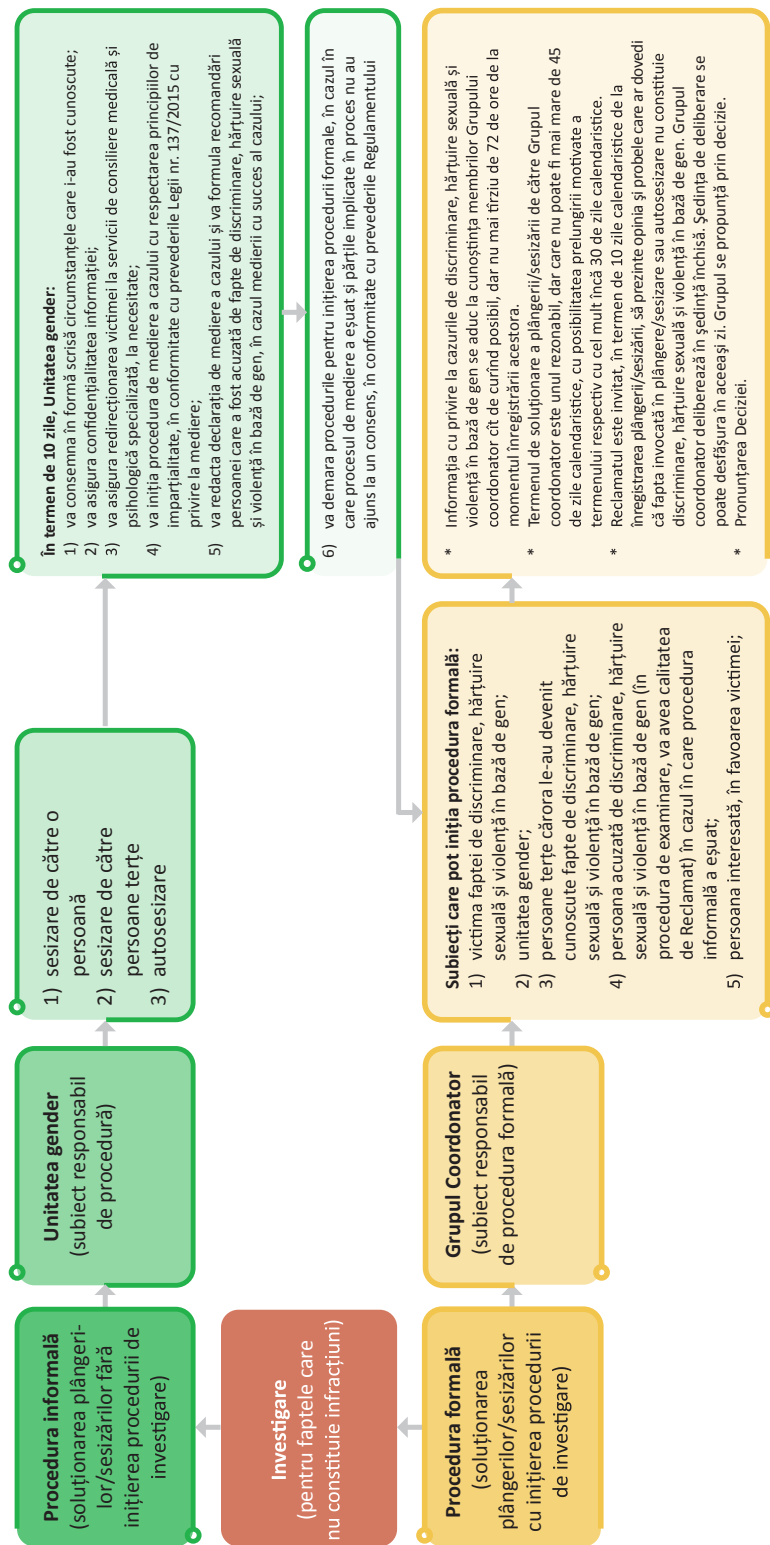 Procedura informală
(soluționarea plângeri-
lor/sesizărilor fără
inițierea procedurii de
investigare)
Unitatea gender
(subiect responsabil
de procedură)
1) sesizare de către o
persoană
2) sesizare de către
persoane terțe
3) autosesizare
În termen de 10 zile, Unitatea gender:
1) va consemna în formă scrisă circumstanțele care i-au fost cunoscute;
2) va asigura confidențialitatea informației;
3) va asigura redirecționarea victimei la servicii de consiliere medicală și
psihologică specializată, la necesitate;
4) va iniția procedura de mediere a cazului cu respectarea principiilor de
imparțialitate, în conformitate cu prevederile Legii nr. 137/2015 cu
privire la mediere;
5) va redacta declarația de mediere a cazului și va formula recomandări
persoanei care a fost acuzată de fapte de discriminare, hărțuire sexuală
și violență în bază de gen, în cazul medierii cu succes al cazului;
6) va demara procedurile pentru inițierea procedurii formale, în cazul în
care procesul de mediere a eșuat și părțile implicate în proces nu au
ajuns la un consens, în conformitate cu prevederile Regulamentului
Investigare
(pentru faptele care
nu constituie infracțiuni)
Procedura formală
(soluționarea
plângerilor/sesizărilor
cu inițierea procedurii
de investigare)
Grupul Coordonator
(subiect responsabil
de procedura formală)
Subiecți care pot iniția procedura formală:
1) victima faptei de discriminare, hărțuire
sexuală și violență în bază de gen;
2) unitatea gender;
3) persoane terțe cărora le-au devenit
cunoscute fapte de discriminare, hărțuire
sexuală și violență în bază de gen;
4) persoana acuzată de discriminare, hărțuire
sexuală și violență în bază de gen (în
procedura de examinare, va avea calitatea
de Reclamat) în cazul în care procedura
informală a eșuat;
5) persoana interesată, în favoarea victimei;
* Informația cu privire la cazurile de discriminare, hărțuire sexuală și
violență în bază de gen se aduc la cunoștința membrilor Grupului
coordonator cît de curînd posibil, dar nu mai tîrziu de 72 de ore de la
momentul înregistrării acestora.
* Termenul de soluționare a plângerii/sesizării de către Grupul
coordonator este unul rezonabil, dar care nu poate fi mai mare de 45
de zile calendaristice, cu posibilitatea prelungirii motivate a
termenului respectiv cu cel mult încă 30 de zile calendaristice.
* Reclamatul este invitat, în termen de 10 zile calendaristice de la
înregistrarea plângerii/sesizării, să prezinte opinia și probele care ar dovedi
că fapta invocată în plângere/sesizare sau autosesizare nu constituie
discriminare, hărțuire sexuală și violență în bază de gen. Grupul
coordonator deliberează în ședință închisă. Ședința de deliberare se
poate desfășura în aceeași zi. Grupul se propunță prin decizie.
* Pronunțarea Deciziei.